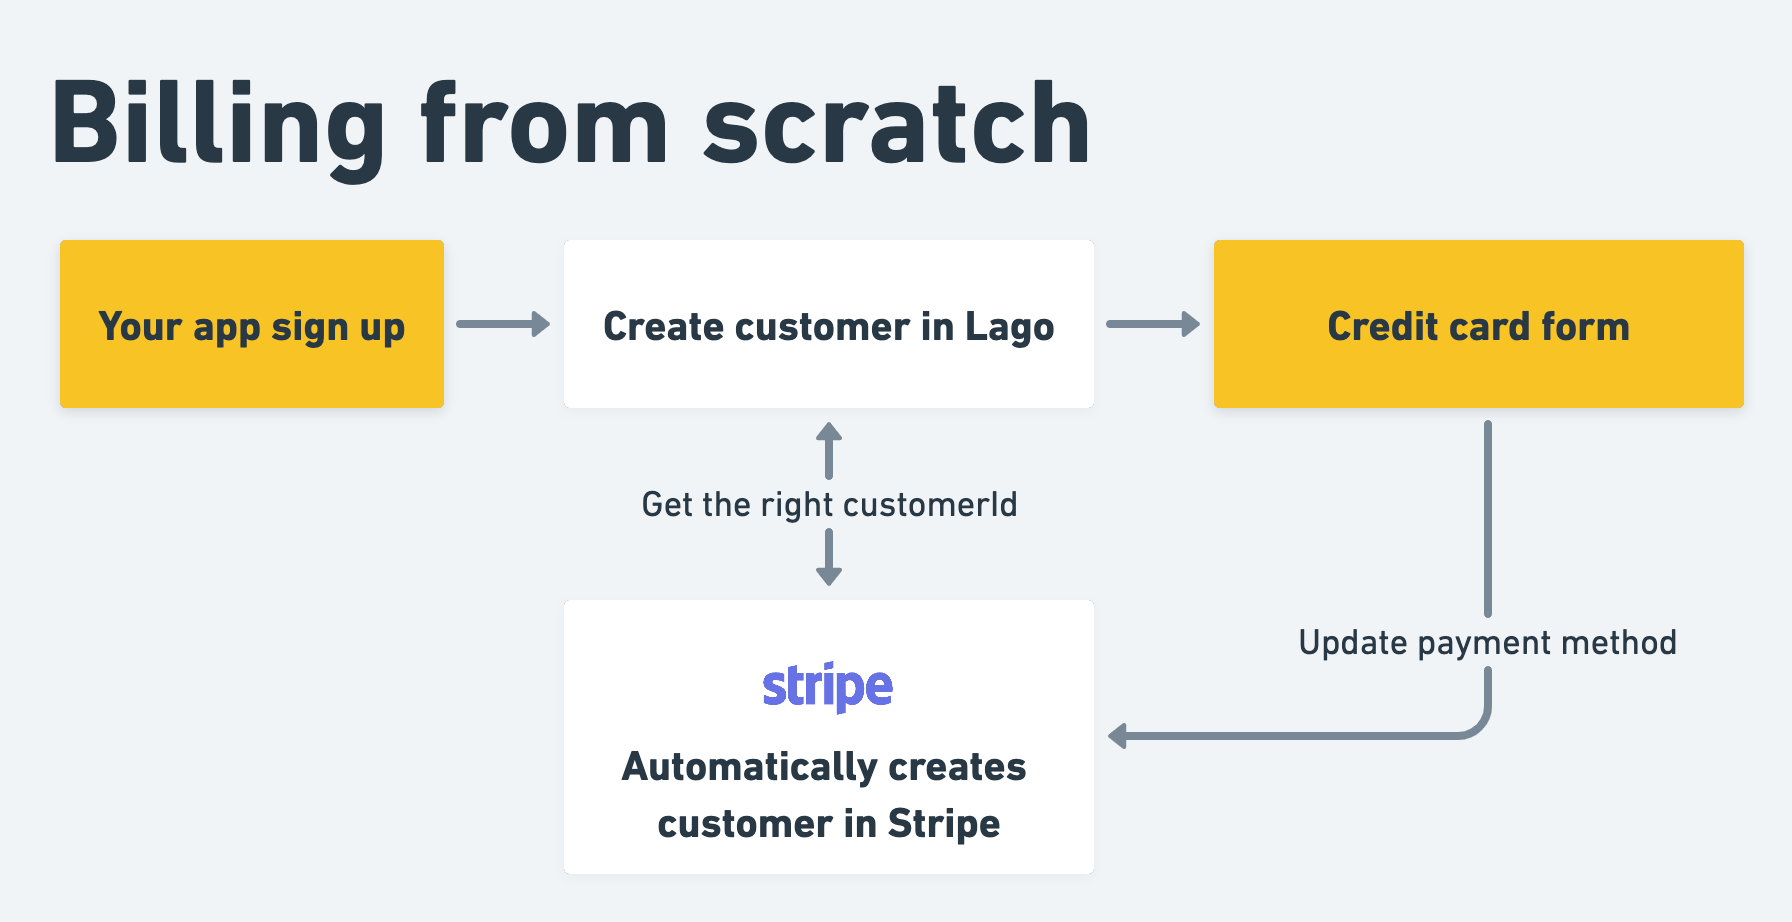 Billing from scratch
Your app sign up
Create customer in Lago
Credit card form
Get the right customerId
Update payment method
stripe
Automatically creates
customer in Stripe